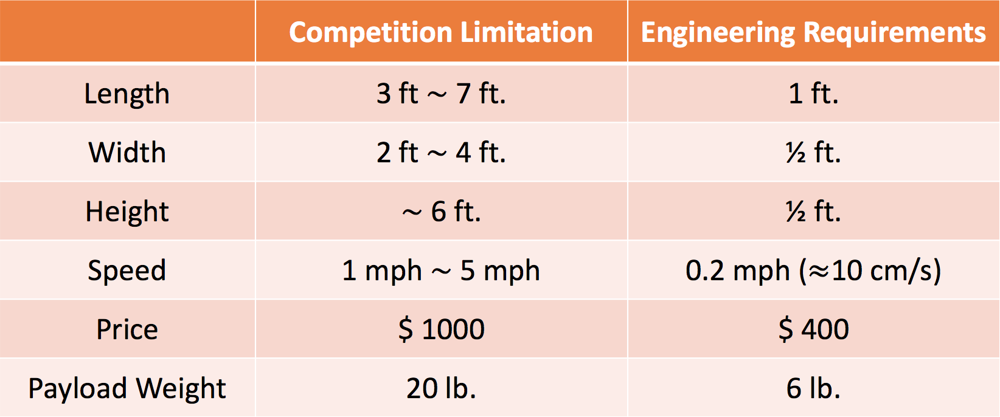 Competition Limitation Engineering Requirements
Length 3 ft ~ 7 ft. 1 ft.
Width 2 ft ~ 4 ft. ½ ft.
Height ~ 6 ft. ½ ft.
Speed 1 mph ~ 5 mph 0.2 mph (≈10 cm/s)
Price $ 1000 $ 400
Payload Weight 20 lb. 6 lb.